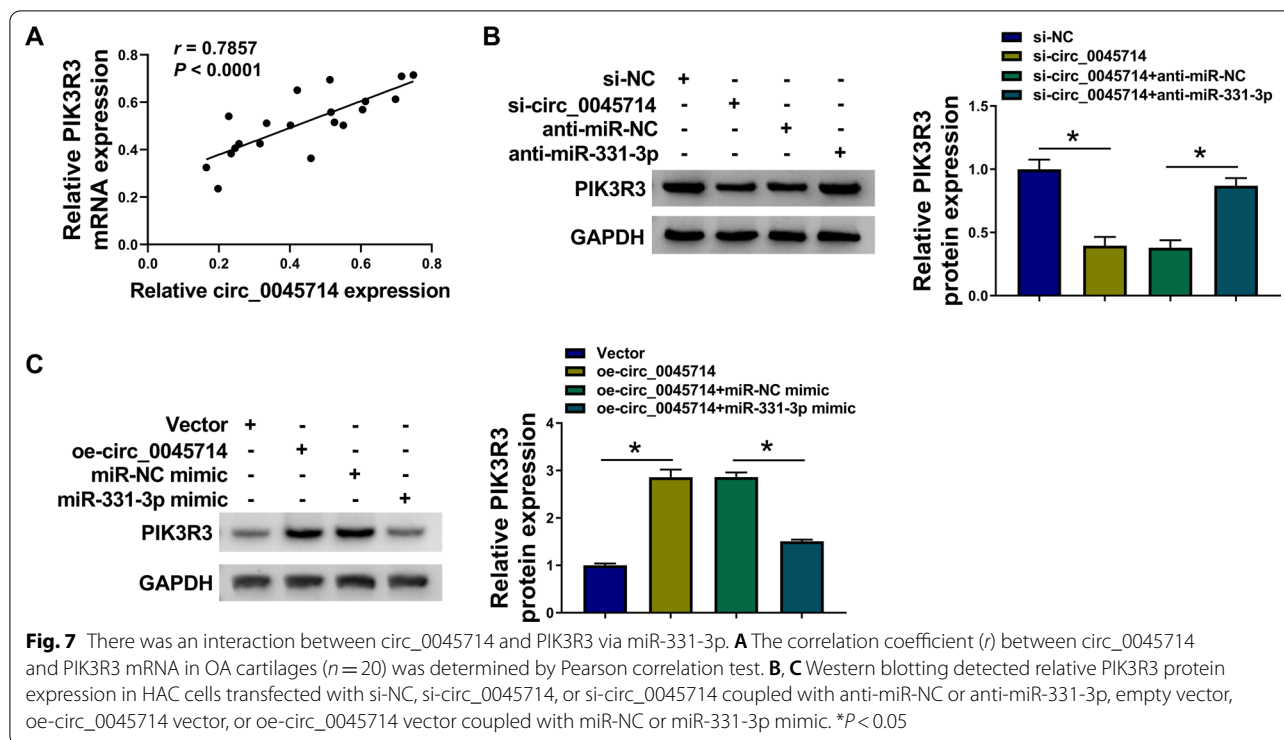 A
r = 0.7857
P < 0.0001
Relative PIK3R3
mRNA expression
0.8
0.6
0.4
0.2
0.0
0.0 0.2 0.4 0.6 0.8
Relative circ_0045714 expression
B
si-NC + - - -
si-circ_0045714 - + - -
anti-miR-NC - - + -
anti-miR-331-3p - - - +
PIK3R3
GAPDH
si-NC
si-circ_0045714
si-circ_0045714+anti-miR-NC
si-circ_0045714+anti-miR-331-3p
Relative PIK3R3
protein expression
1.5
1.0
0.5
0.0
* *
C
Vector + - - -
oe-circ_0045714 - + - -
miR-NC mimic - - + -
miR-331-3p mimic - - - +
PIK3R3
GAPDH
Vector
oe-circ_0045714
oe-circ_0045714+miR-NC mimic
oe-circ_0045714+miR-331-3p mimic
Relative PIK3R3
protein expression
4
3
2
1
0
* *
Fig. 7 There was an interaction between circ_0045714 and PIK3R3 via miR-331-3p. A The correlation coefficient (r) between circ_0045714
and PIK3R3 mRNA in OA cartilages (n = 20) was determined by Pearson correlation test. B, C Western blotting detected relative PIK3R3 protein
expression in HAC cells transfected with si-NC, si-circ_0045714, or si-circ_0045714 coupled with anti-miR-NC or anti-miR-331-3p, empty vector,
oe-circ_0045714 vector, or oe-circ_0045714 vector coupled with miR-NC or miR-331-3p mimic. *P < 0.05